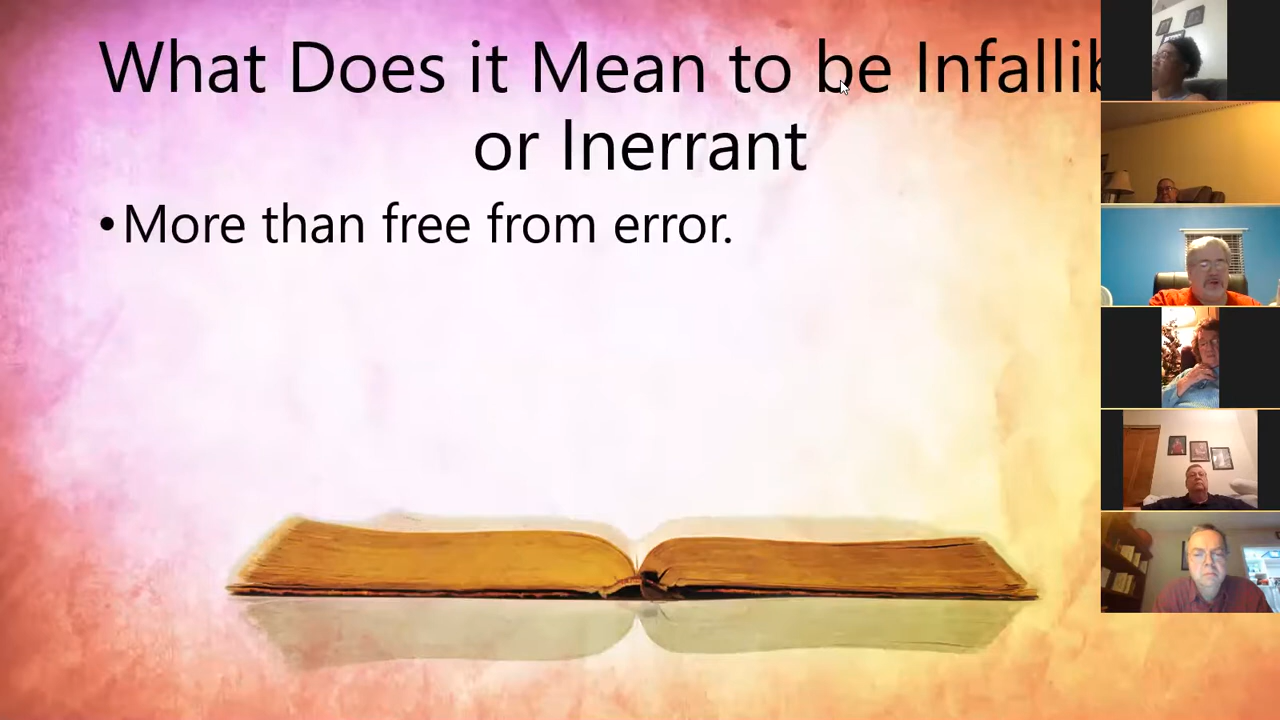 What Does it Mean to be Infallib
or Inerrant
• More than free from error.